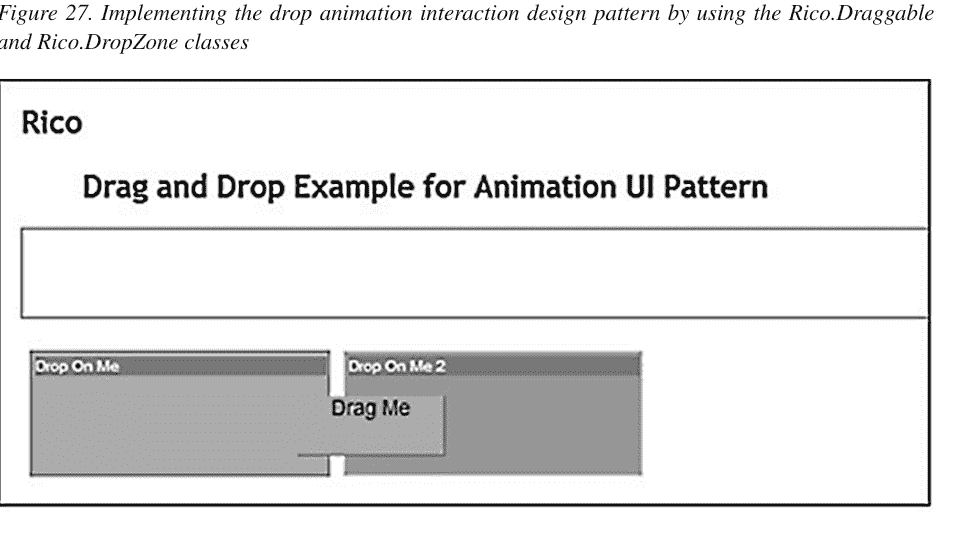 Figure 27. Implementing the drop animation interaction design pattern by using the Rico.Draggable
and Rico.DropZone classes
Rico
Drag and Drop Example for Animation UI Pattern
Drop On Me
Drop On Me 2
Drag Me